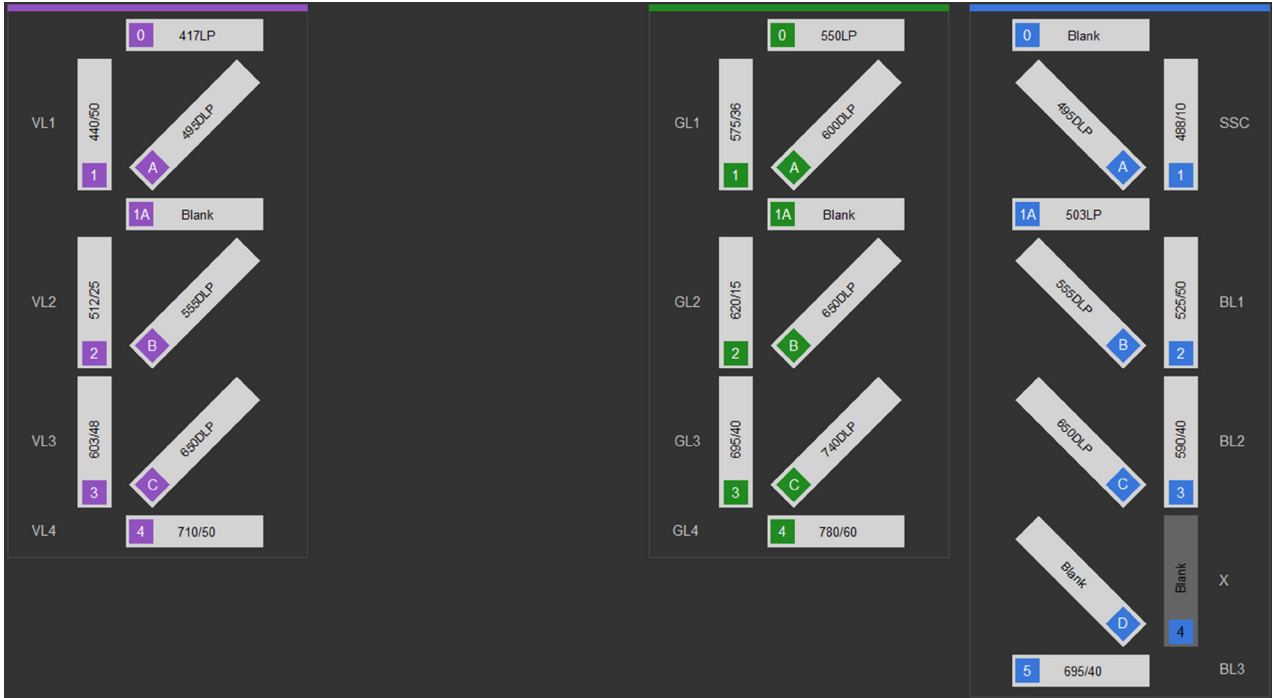 0 417LP
VL1
440/50
1
495DLP
A
1A Blank
VL2
512/25
2
555DLP
B
VL3
603/48
3
650DLP
C
VL4
4 710/50
0 550LP
GL1
575/36
1
600DLP
A
1A Blank
GL2
620/15
2
650DLP
B
GL3
695/40
3
740DLP
C
GL4
4 780/60
0 Blank
495DLP
A
488/10
1
SSC
1A 503LP
555DLP
B
525/50
2
BL1
650DLP
C
590/40
3
BL2
Blank
D
Blank
4
X
5 695/40
BL3